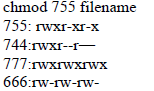 chmod 755 filename
755: rwxr-xr-x
744:rwxr--r—
777:rwxrwxrwx
666:rw-rw-rw-